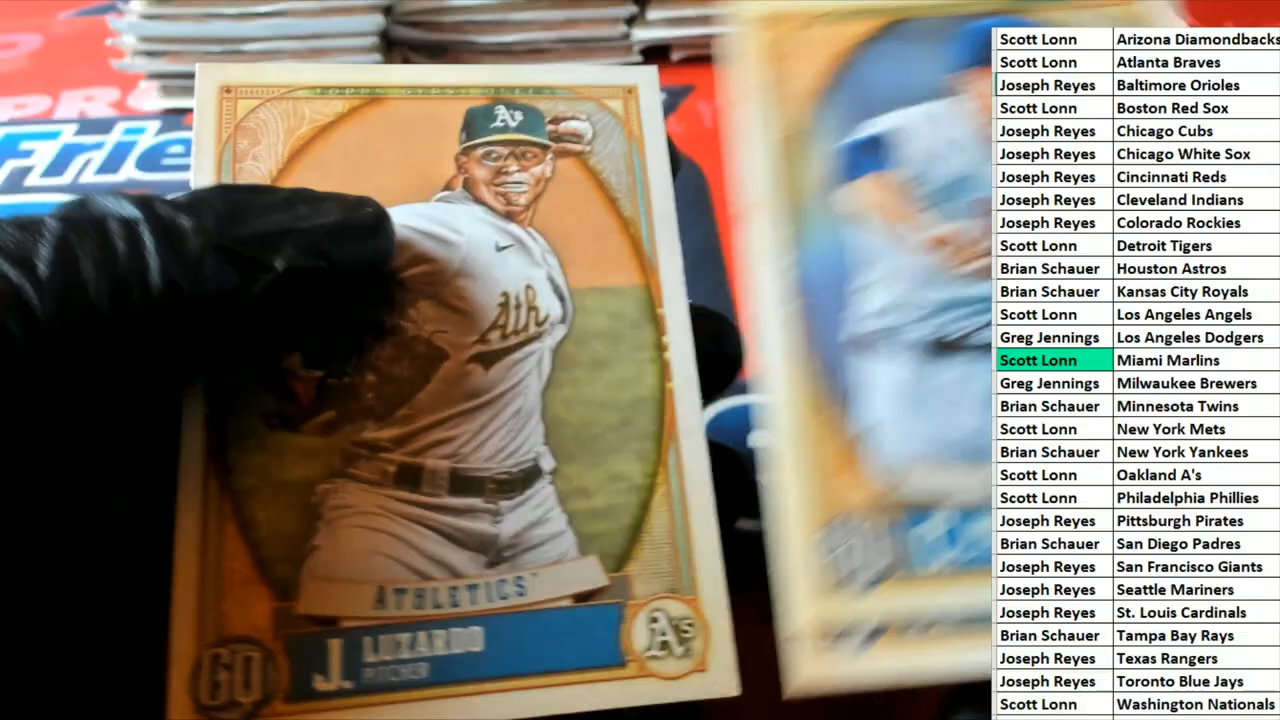 TOPPS GYPSY QUEEN
PRO
Frie
A's
Ath
ATHLETICS
J. LUZARDO
PITCHER
A's
GQ
Scott Lonn Arizona Diamondbacks
Scott Lonn Atlanta Braves
Joseph Reyes Baltimore Orioles
Scott Lonn Boston Red Sox
Joseph Reyes Chicago Cubs
Joseph Reyes Chicago White Sox
Joseph Reyes Cincinnati Reds
Joseph Reyes Cleveland Indians
Joseph Reyes Colorado Rockies
Scott Lonn Detroit Tigers
Brian Schauer Houston Astros
Brian Schauer Kansas City Royals
Scott Lonn Los Angeles Angels
Greg Jennings Los Angeles Dodgers
Scott Lonn Miami Marlins
Greg Jennings Milwaukee Brewers
Brian Schauer Minnesota Twins
Scott Lonn New York Mets
Brian Schauer New York Yankees
Scott Lonn Oakland A's
Scott Lonn Philadelphia Phillies
Joseph Reyes Pittsburgh Pirates
Brian Schauer San Diego Padres
Joseph Reyes San Francisco Giants
Joseph Reyes Seattle Mariners
Joseph Reyes St. Louis Cardinals
Brian Schauer Tampa Bay Rays
Joseph Reyes Texas Rangers
Joseph Reyes Toronto Blue Jays
Scott Lonn Washington Nationals